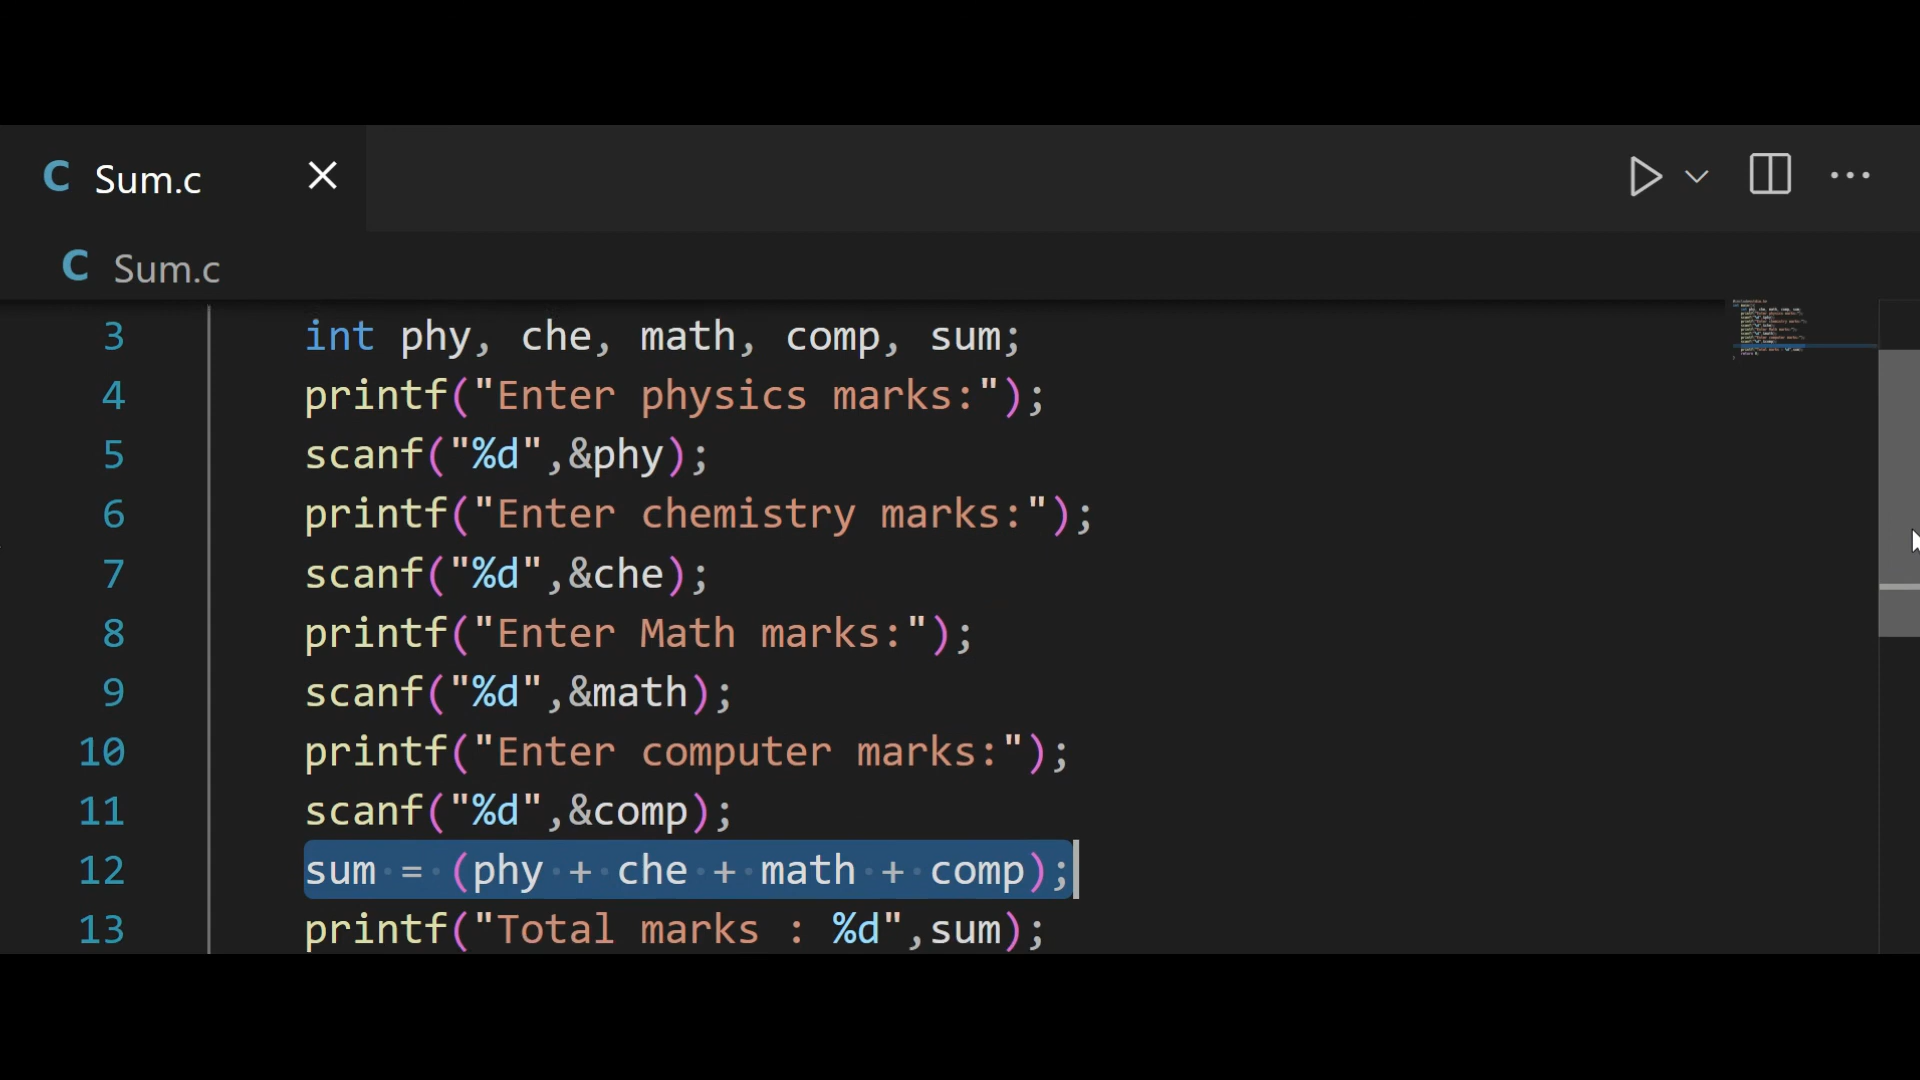 C Sum.c
C Sum.c
3 int phy, che, math, comp, sum;
4 printf("Enter physics marks:");
5 scanf("%d",&phy);
6 printf("Enter chemistry marks:");
7 scanf("%d",&che);
8 printf("Enter Math marks:");
9 scanf("%d",&math);
10 printf("Enter computer marks:");
11 scanf("%d",&comp);
12 sum = (phy + che + math + comp);
13 printf("Total marks : %d",sum);